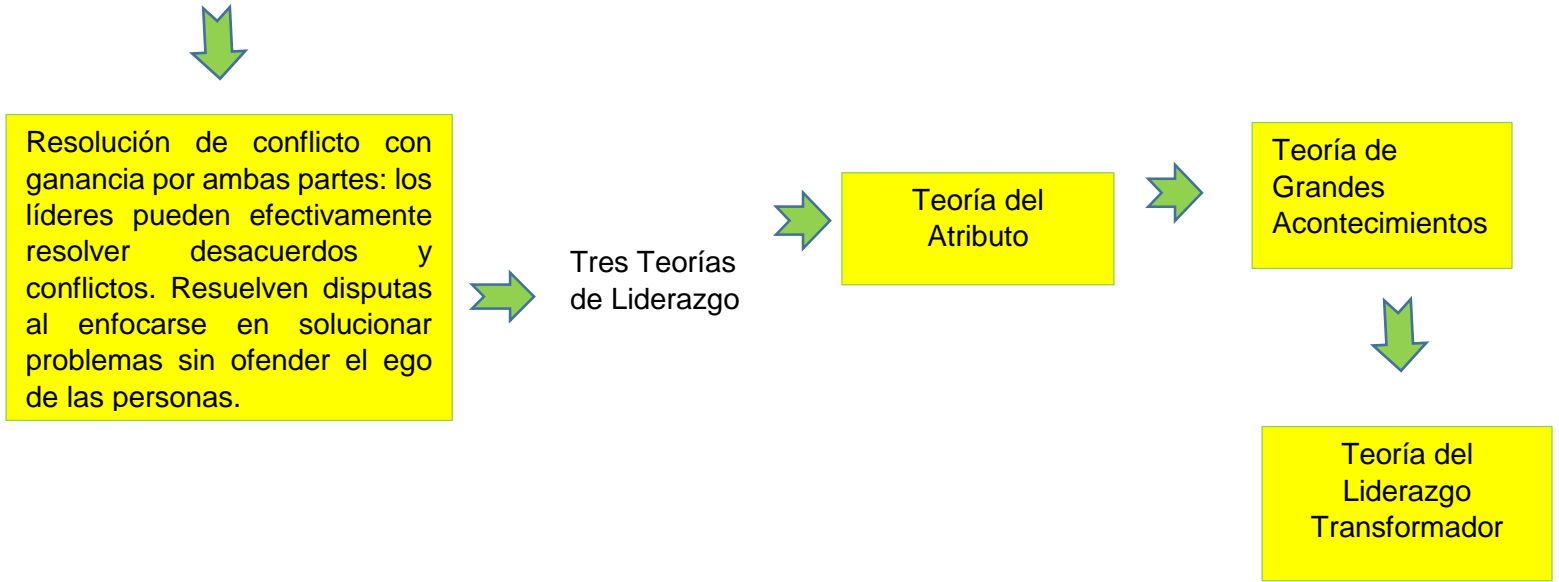 Resolución de conflicto con
ganancia por ambas partes: los
líderes pueden efectivamente
resolver desacuerdos y
conflictos. Resuelven disputas
al enfocarse en solucionar
problemas sin ofender el ego
de las personas.
Tres Teorías
de Liderazgo
Teoría del
Atributo
Teoría de
Grandes
Acontecimientos
Teoría del
Liderazgo
Transformador